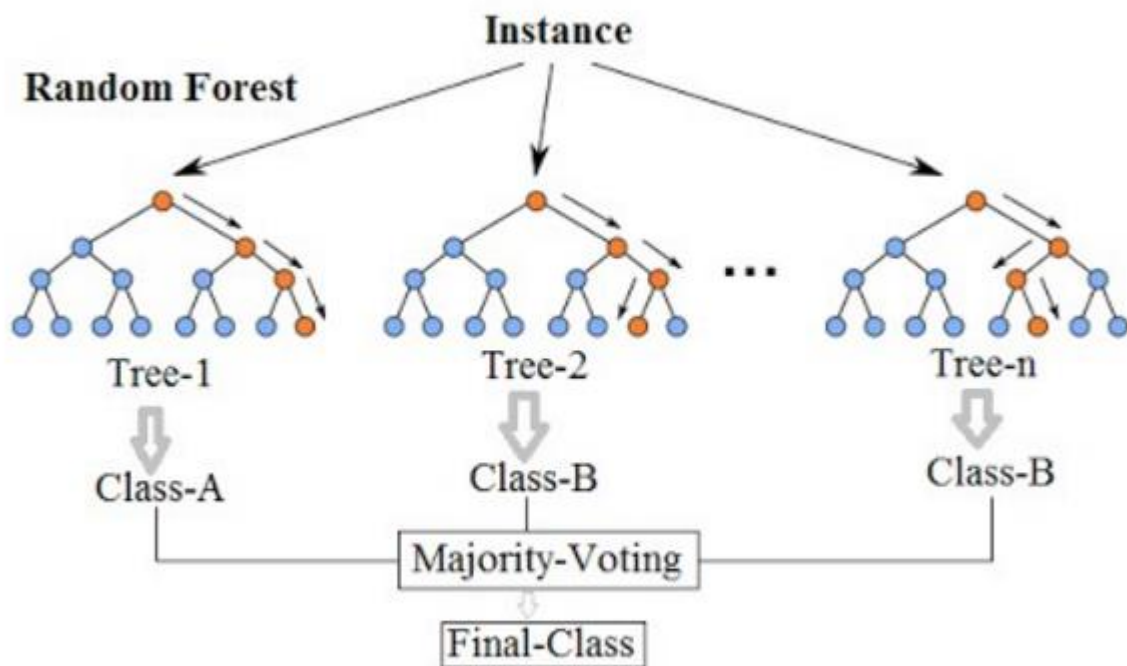 Instance
Random Forest
...
Tree-1
Tree-2
Tree-n
Class-A
Class-B
Class-B
Majority-Voting
Final-Class